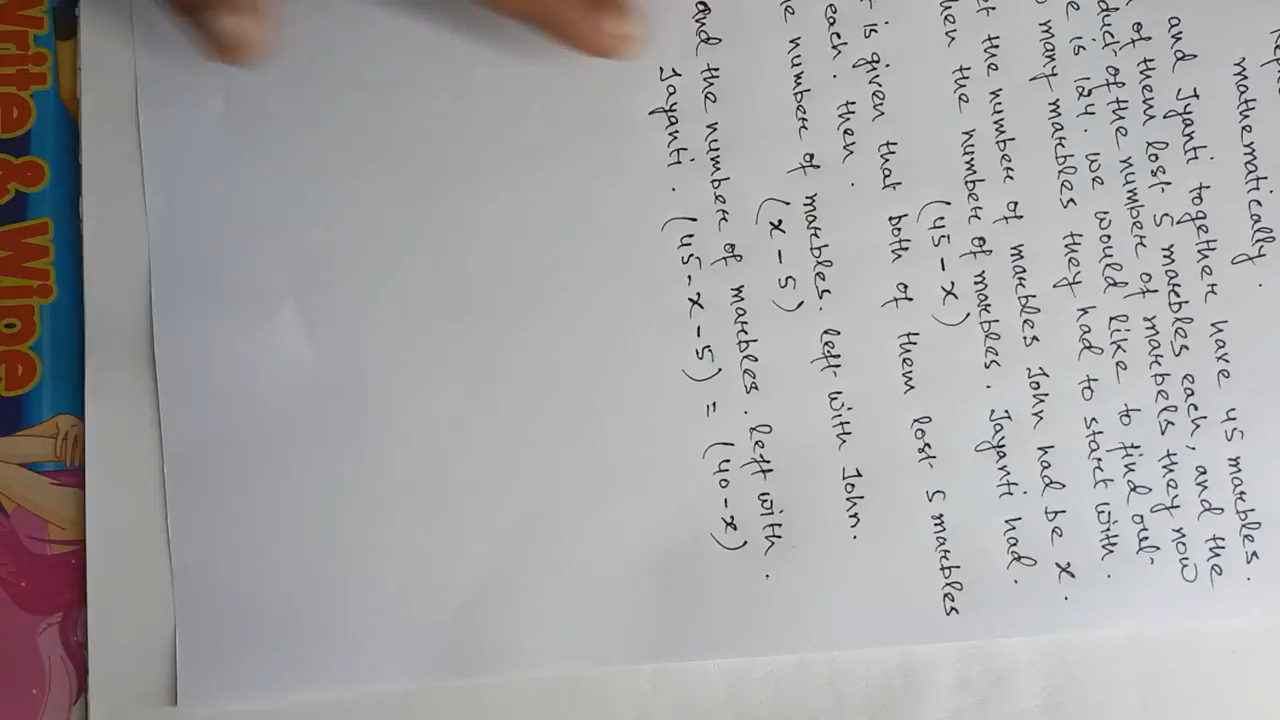 mathematically.
and Jyanti together have 45 marbles.
of them lost 5 marbles each, and the
of the number of marbels they now
is 124. we would like to find out
many marbles they had to start with.
the number of marbles John had be x.
the number of marbles. Jayanti had.
(45 - x)
is given that both of them lost 5 marbles
each. then.
number of marbles. left with John.
(x - 5)
and the number of marbles. left with.
Jayanti. (45 - x - 5) = (40 - x)
Write & Wipe